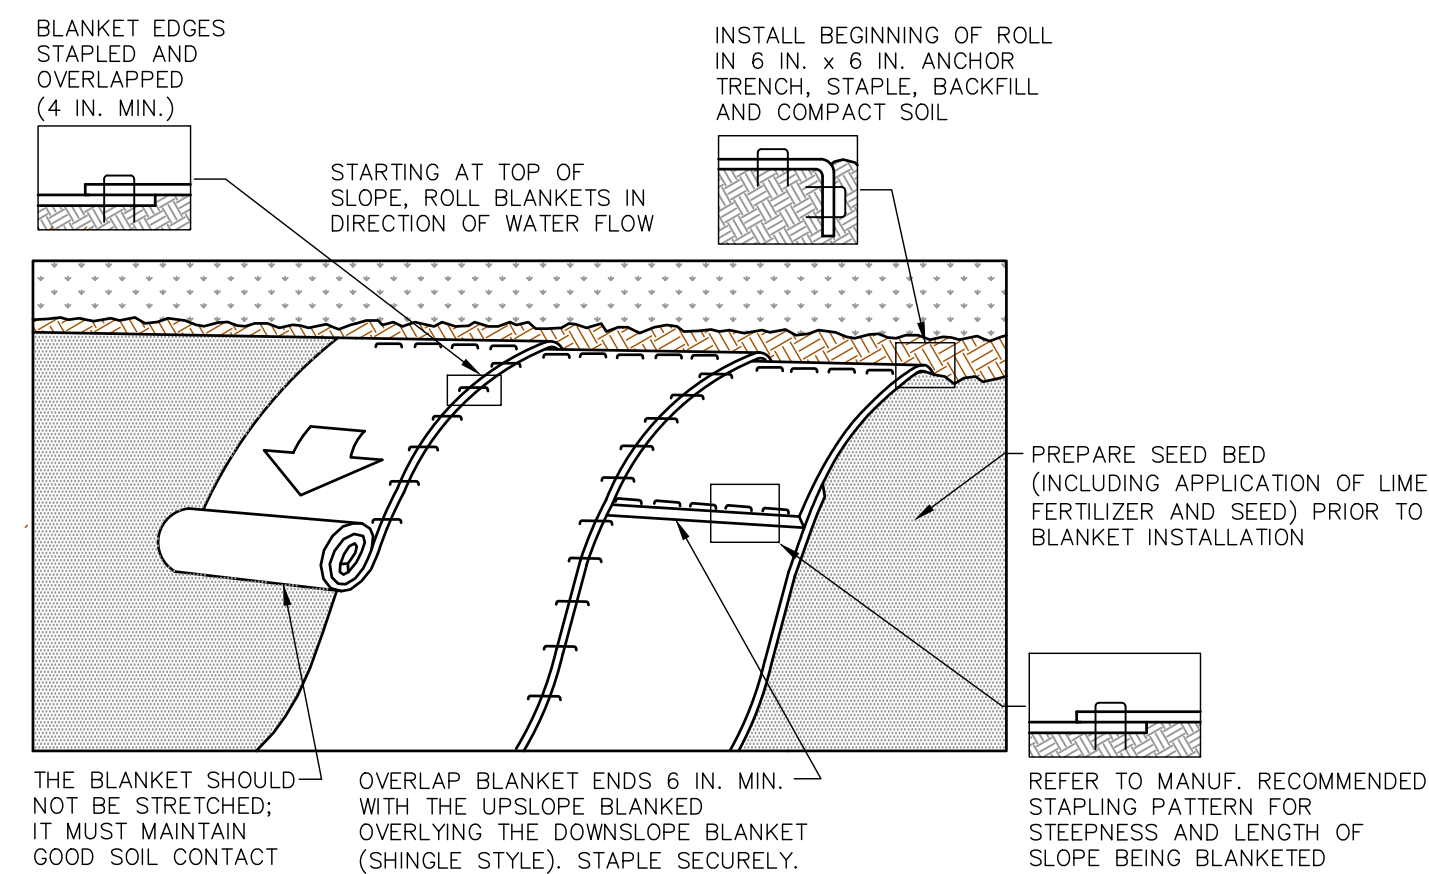 BLANKET EDGES
STAPLED AND
OVERLAPPED
(4 IN. MIN.)
STARTING AT TOP OF
SLOPE, ROLL BLANKETS IN
DIRECTION OF WATER FLOW
INSTALL BEGINNING OF ROLL
IN 6 IN. x 6 IN. ANCHOR
TRENCH, STAPLE, BACKFILL
AND COMPACT SOIL
PREPARE SEED BED
(INCLUDING APPLICATION OF LIME
FERTILIZER AND SEED) PRIOR TO
BLANKET INSTALLATION
THE BLANKET SHOULD
NOT BE STRETCHED;
IT MUST MAINTAIN
GOOD SOIL CONTACT
OVERLAP BLANKET ENDS 6 IN. MIN.
WITH THE UPSLOPE BLANKED
OVERLYING THE DOWNSLOPE BLANKET
(SHINGLE STYLE). STAPLE SECURELY.
REFER TO MANUF. RECOMMENDED
STAPLING PATTERN FOR
STEEPNESS AND LENGTH OF
SLOPE BEING BLANKETED